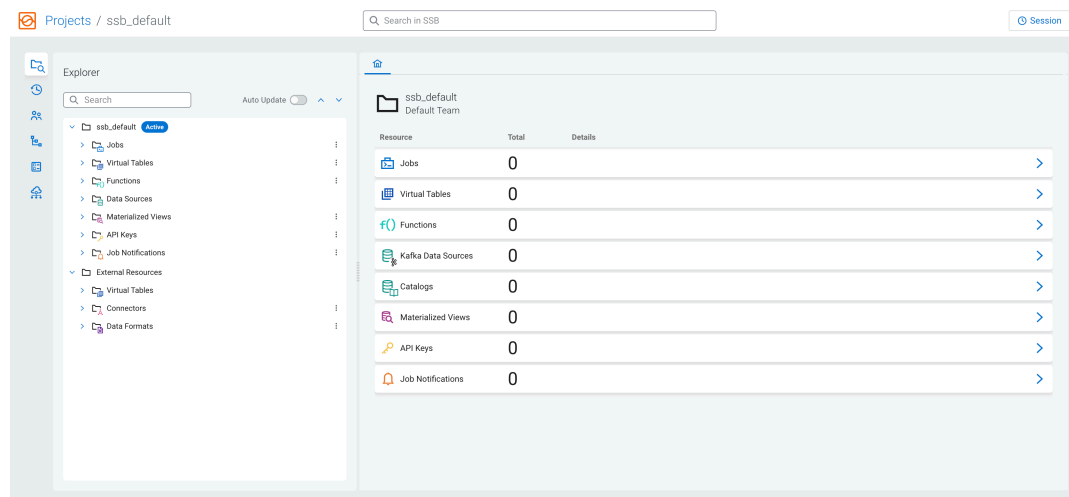 Projects / ssb_default
Search in SSB
Session
Explorer
Search
Auto Update
ssb_default Active
Jobs
Virtual Tables
Functions
Data Sources
Materialized Views
API Keys
Job Notifications
External Resources
Virtual Tables
Connectors
Data Formats
ssb_default
Default Team
Resource Total Details
Jobs 0
Virtual Tables 0
f() Functions 0
Kafka Data Sources 0
Catalogs 0
Materialized Views 0
API Keys 0
Job Notifications 0